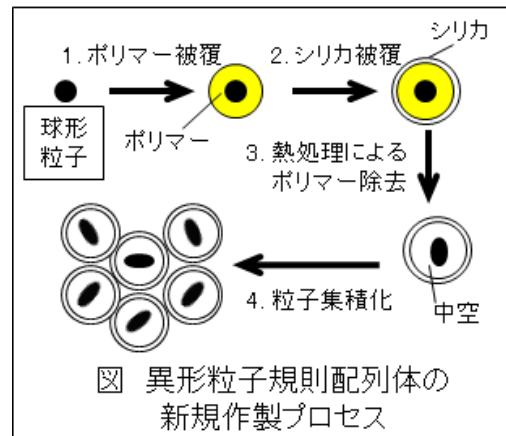 シリカ
1.ポリマー被覆
2.シリカ被覆
球形
粒子
ポリマー
3.熱処理による
ポリマー除去
4.粒子集積化
中空
図 異形粒子規則配列体の
新規作製プロセス